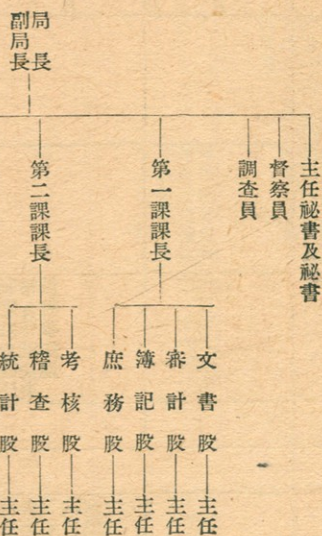 局長
副局長
主任祕書及祕書
督察員
調查員
第一課課長
文書股
主任
審計股
主任
簿記股
主任
庶務股
主任
第二課課長
考核股
主任
稽查股
主任
統計股
主任